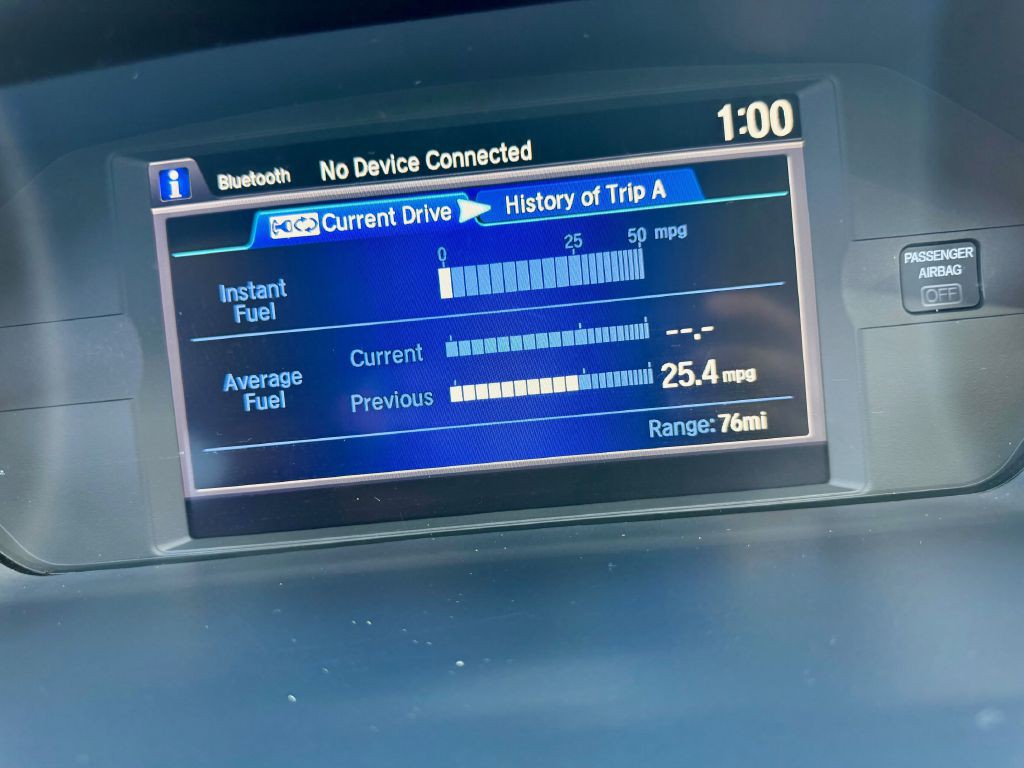 1:00
i Bluetooth No Device Connected
Current Drive History of Trip A
0 25 50 mpg
Instant
Fuel
Current --.-
Average
Fuel
Previous 25.4 mpg
Range: 76mi
PASSENGER
AIRBAG
OFF